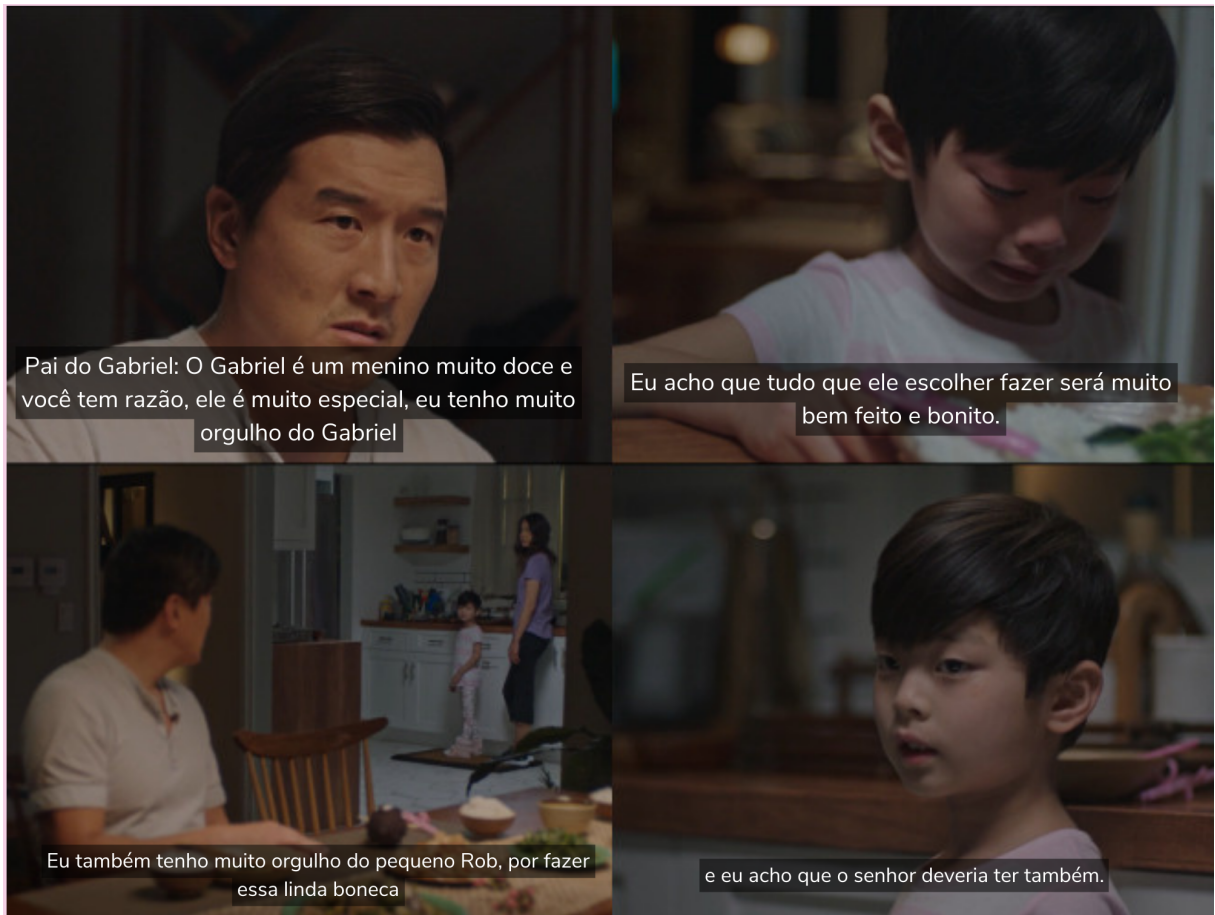 Pai do Gabriel: O Gabriel é um menino muito doce e
você tem razão, ele é muito especial, eu tenho muito
orgulho do Gabriel
Eu acho que tudo que ele escolher fazer será muito
bem feito e bonito.
Eu também tenho muito orgulho do pequeno Rob, por fazer
essa linda boneca
e eu acho que o senhor deveria ter também.